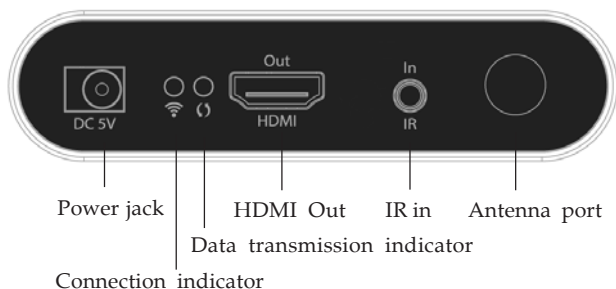 Out In
DC 5V HDMI IR
Power jack HDMI Out IR in Antenna port
Data transmission indicator
Connection indicator